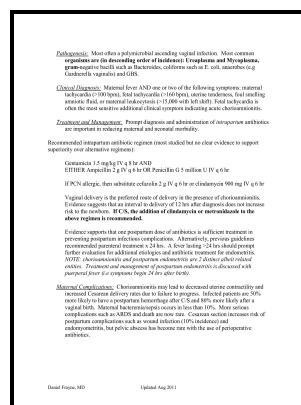 Pathogenesis: Most often a polymicrobial ascending vaginal infection. Most common
organisms are (in descending order of incidence): Ureoplasma and Mycoplasma,
gram-negative bacilli such as Bacteroides, coliforms such as E. coli, anaerobes (e.g
Gardnerella vaginalis) and GBS.
Clinical Diagnosis: Maternal fever AND one or two of the following symptoms: maternal
tachycardia (>100 bpm), fetal tachycardia (>160 bpm), uterine tenderness, foul smelling
amniotic fluid, or maternal leukocytosis (>15,000 with left shift). Fetal tachycardia is
often the most sensitive additional clinical symptom indicating acute chorioamnionitis.
Treatment and Management: Prompt diagnosis and administration of intrapartum antibiotics
are important in reducing maternal and neonatal morbidity.
Recommended intrapartum antibiotic regimen (most studied but no clear evidence to support
superiority over alternative regimens):
Gentamicin 1.5 mg/kg IV q 8 hr AND
EITHER Ampicillin 2 g IV q 6 hr OR Penicillin G 5 million U IV q 6 hr
If PCN allergic, then substitute cefazolin 2 g IV q 6 hr or clindamycin 900 mg IV q 6 hr
Vaginal delivery is the preferred route of delivery in the presence of chorioamnionitis.
Evidence suggests that an interval to delivery of 12 hrs after diagnosis does not increase
risk to the newborn. If C/S, the addition of clindamycin or metronidazole to the
above regimen is recommended.
Evidence supports that one postpartum dose of antibiotics is sufficient treatment in
preventing postpartum infections complications. Alternatively, previous guidelines
recommended parenteral treatment x 24 hrs. A fever lasting >24 hrs should prompt
further evaluation for additional etiologies and antibiotic treatment for endometritis.
NOTE: chorioamnionitis and postpartum endometritis are 2 distinct albeit related
entities. Treatment and management of postpartum endometritis is discussed with
puerperal fever (i.e symptoms begin 24 hrs after birth).
Maternal Complications: Chorioamnionitis may lead to decreased uterine contractility and
increased Cesarean delivery rates due to failure to progress. Infected patients are 50%
more likely to have a postpartum hemorrhage after C/S and 80% more likely after a
vaginal birth. Maternal bacteremia/sepsis occurs in less than 10%. More serious
complications such as ARDS and death are now rare. Cesarean section increases risk of
postpartum complications such as wound infection (10% incidence) and
endomyometritis, but pelvic abscess has become rare with the use of perioperative
antibiotics.
Daniel Frayne, MD Updated Aug 2011